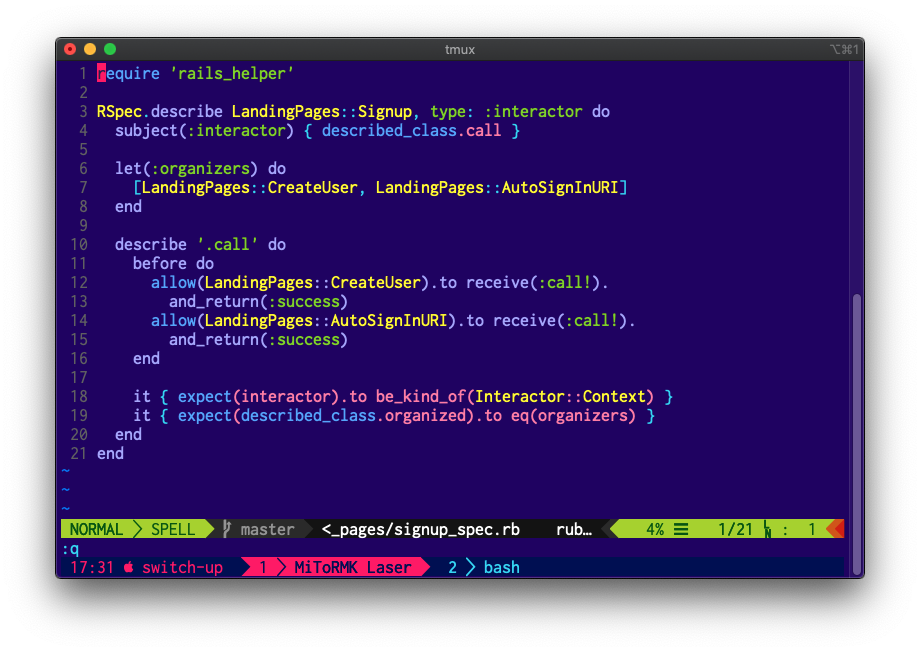 tmux
⌥⌘1
1 require 'rails_helper'
2
3 RSpec.describe LandingPages::Signup, type: :interactor do
4   subject(:interactor) { described_class.call }
5
6   let(:organizers) do
7     [LandingPages::CreateUser, LandingPages::AutoSignInURI]
8   end
9
10   describe '.call' do
11     before do
12       allow(LandingPages::CreateUser).to receive(:call!).
13         and_return(:success)
14       allow(LandingPages::AutoSignInURI).to receive(:call!).
15         and_return(:success)
16     end
17
18     it { expect(interactor).to be_kind_of(Interactor::Context) }
19     it { expect(described_class.organized).to eq(organizers) }
20   end
21 end
~
~
~
NORMAL SPELL master <_pages/signup_spec.rb rub… 4% ☰ 1/21 ㏑ : 1
:q
17:31 switch-up 1 MiToRMK Laser 2 bash